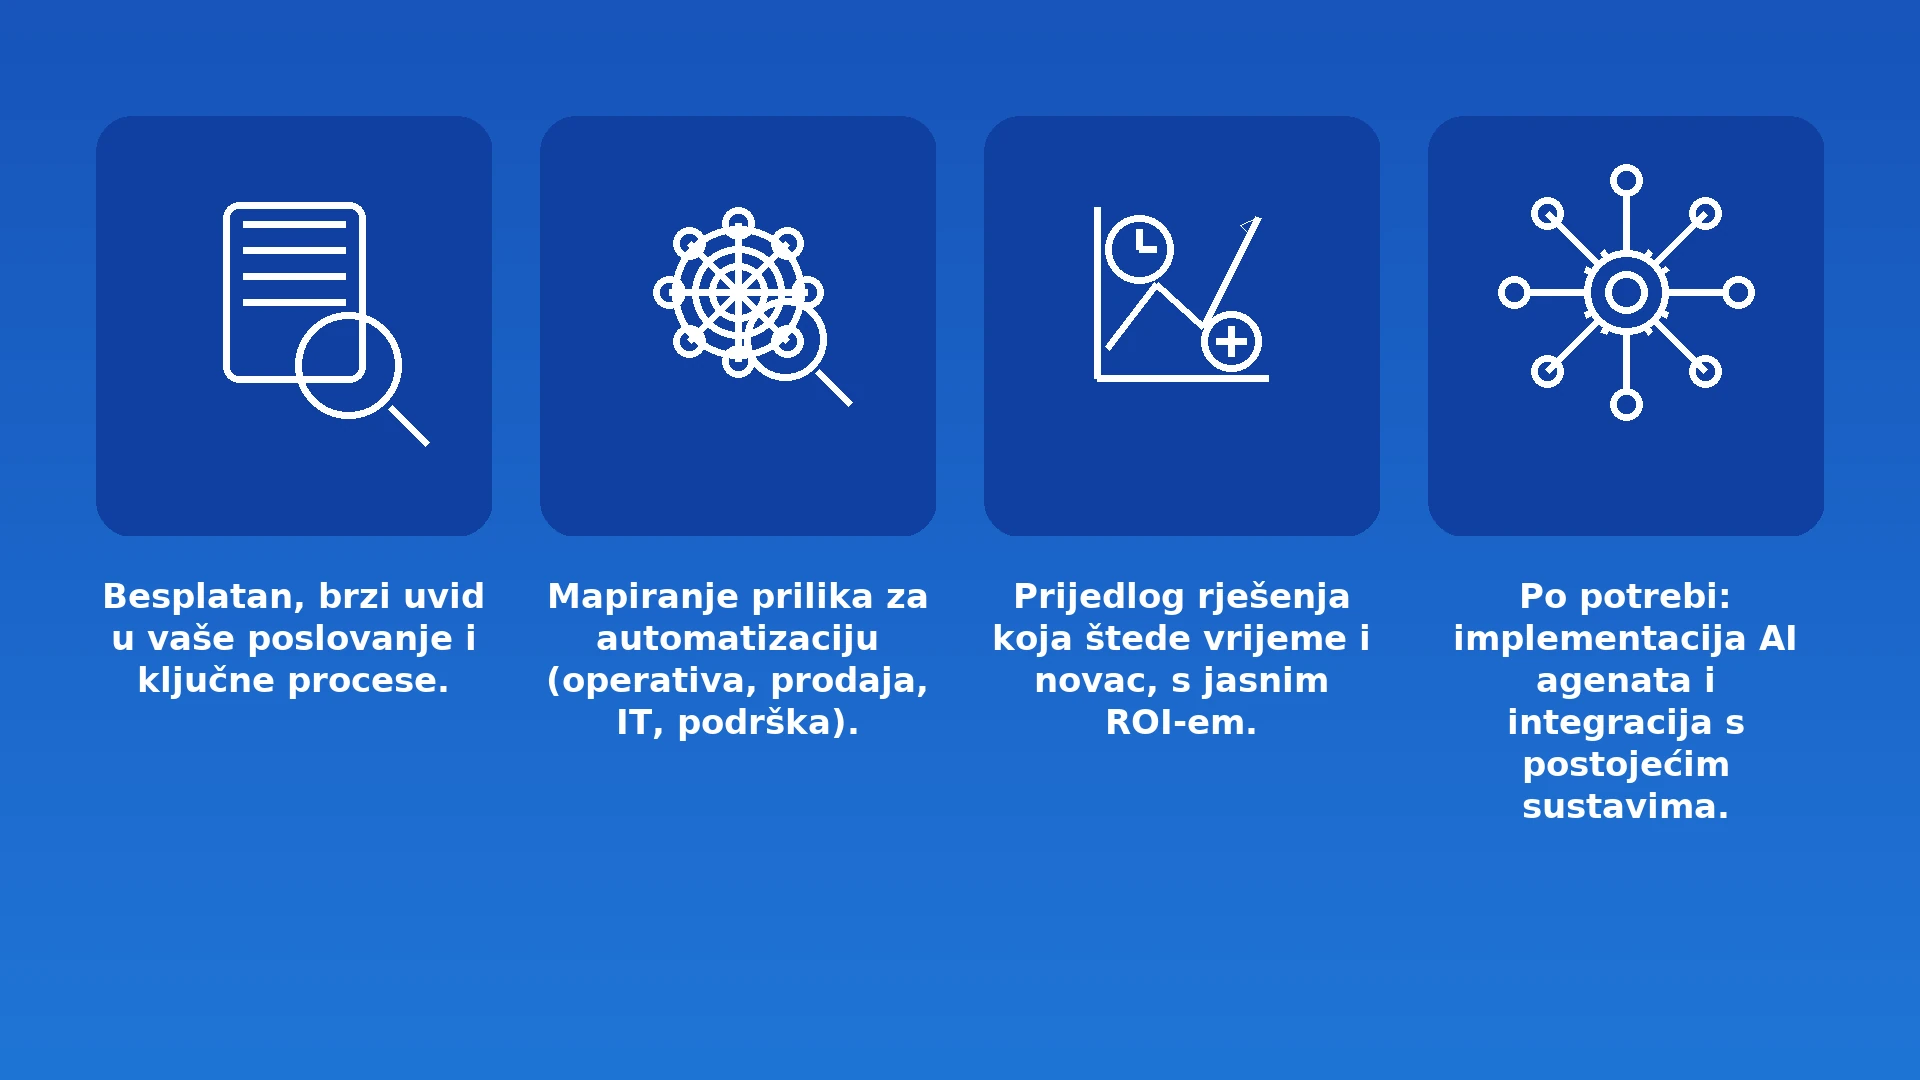 Besplatan, brzi uvid
u vaše poslovanje i
ključne procese.
Mapiranje prilika za
automatizaciju
(operativa, prodaja,
IT, podrška).
Prijedlog rješenja
koja štede vrijeme i
novac, s jasnim
ROI-em.
Po potrebi:
implementacija AI
agenata i
integracija s
postojećim
sustavima.